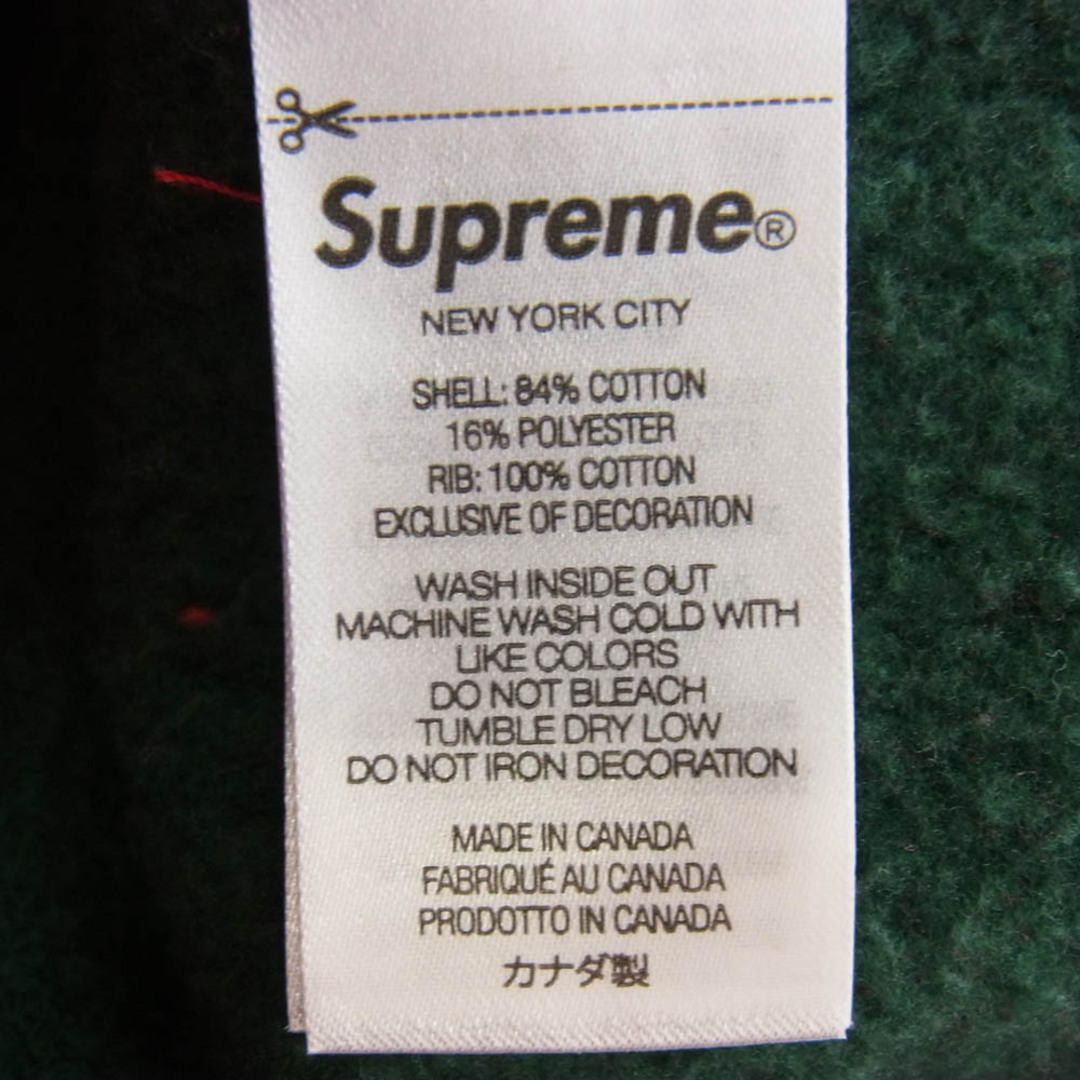 Supreme®
NEW YORK CITY
SHELL: 84% COTTON
16% POLYESTER
RIB: 100% COTTON
EXCLUSIVE OF DECORATION
WASH INSIDE OUT
MACHINE WASH COLD WITH
LIKE COLORS
DO NOT BLEACH
TUMBLE DRY LOW
DO NOT IRON DECORATION
MADE IN CANADA
FABRIQUÉ AU CANADA
PRODOTTO IN CANADA
カナダ製